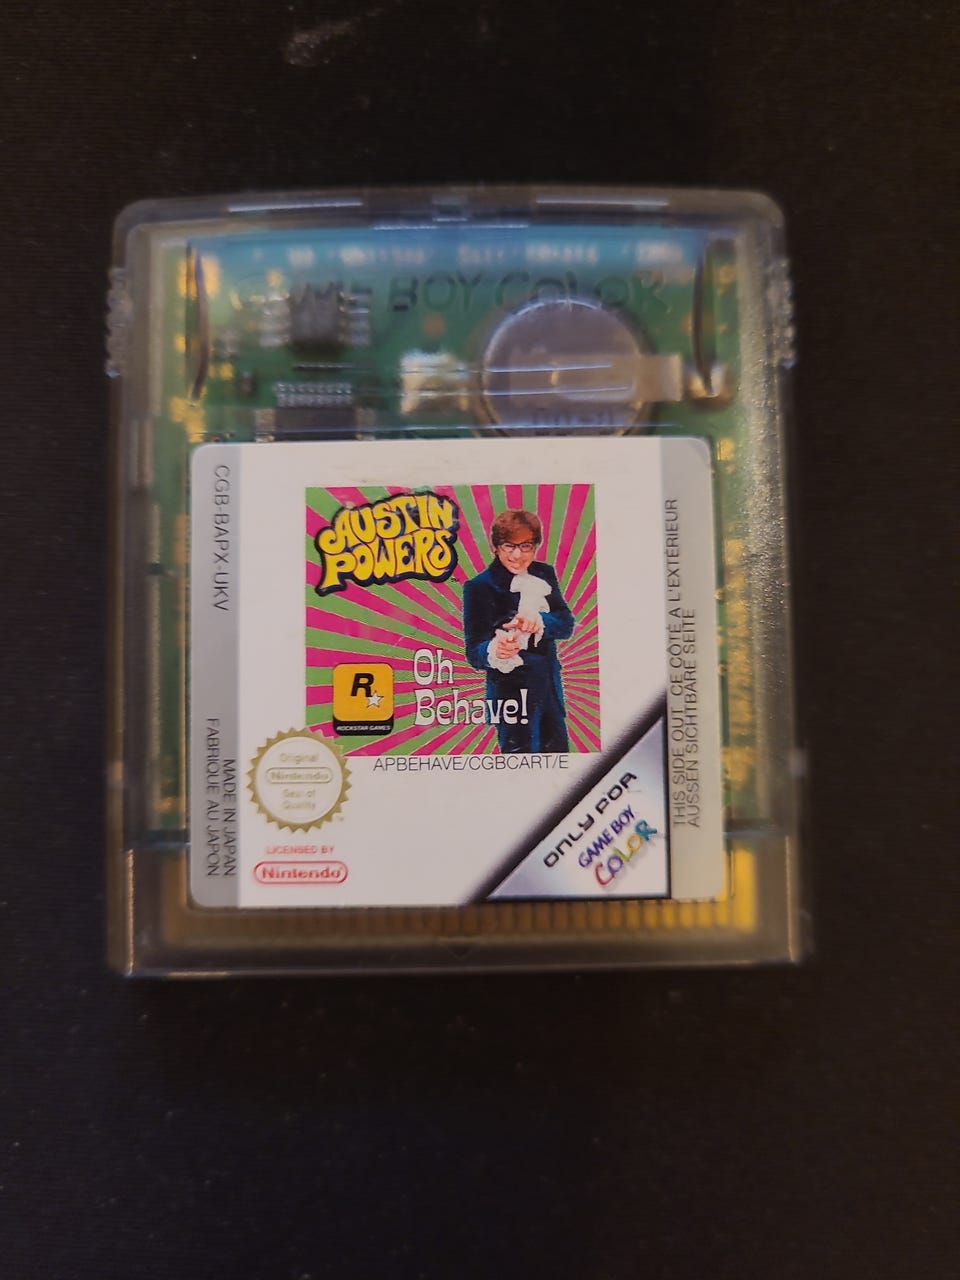 GAME BOY COLOR
CGB-BAPX-UKV
AUSTIN
POWERS
TM
Oh
Behave!
R
ROCKSTAR GAMES
APBEHAVE/CGBCART/E
Original
Nintendo
Seal of
Quality
TM
LICENSED BY
Nintendo
MADE IN JAPAN
FABRIQUE AU JAPON
ONLY FOR
GAME BOY
COLOR
THIS SIDE OUT CE CÔTÉ A L'EXTÉRIEUR
AUSSEN SICHTBARE SEITE